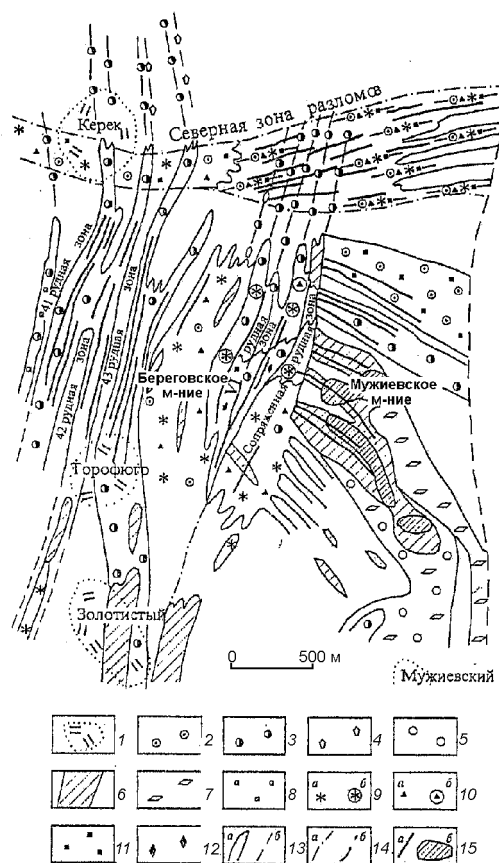 Керек
Северная зона разломов
41 рудная зона
42 рудная зона
43 рудная зона
рудная зона
Сопряженная рудная зона
Береговское
м-ние
Мужиевское
м-ние
Торофюгр
Золотистый
0 500 м
Мужиевский
1 2 3 4 5
6 7 8 а б 9 а б 10
11 12 а б 13 а б 14 а б 15